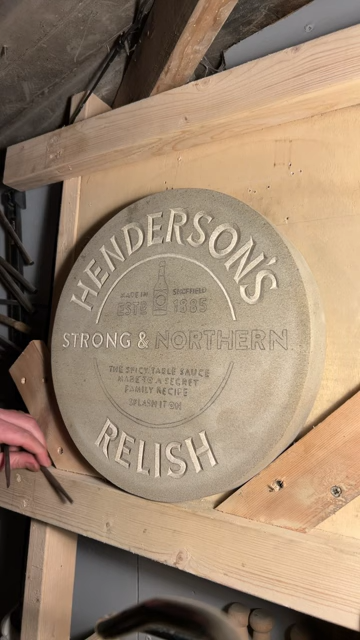 HENDERSON'S
MADE IN SHEFFIELD
ESTD 1885
STRONG & NORTHERN
THE SPICY TABLE SAUCE
MADE TO A SECRET
FAMILY RECIPE
SPLASH IT ON
RELISH